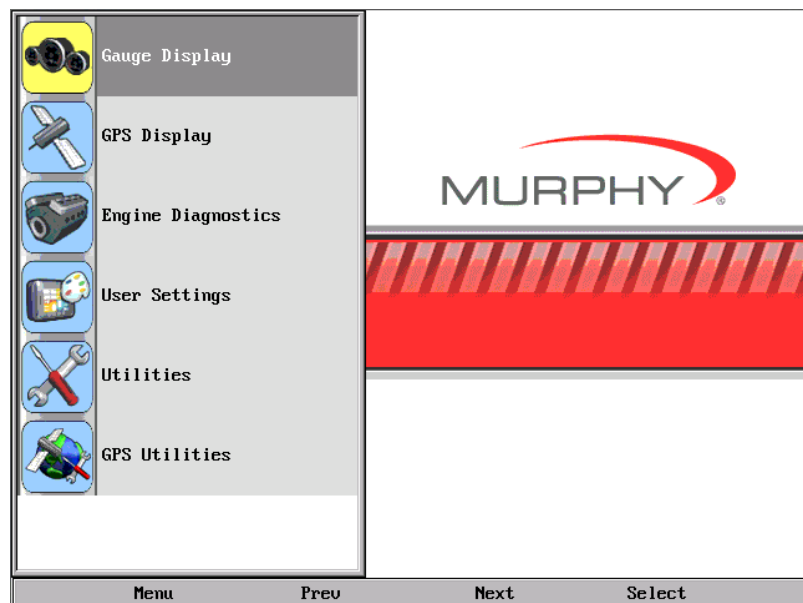 Gauge Display
GPS Display
Engine Diagnostics
User Settings
Utilities
GPS Utilities
MURPHY®
Menu Prev Next Select